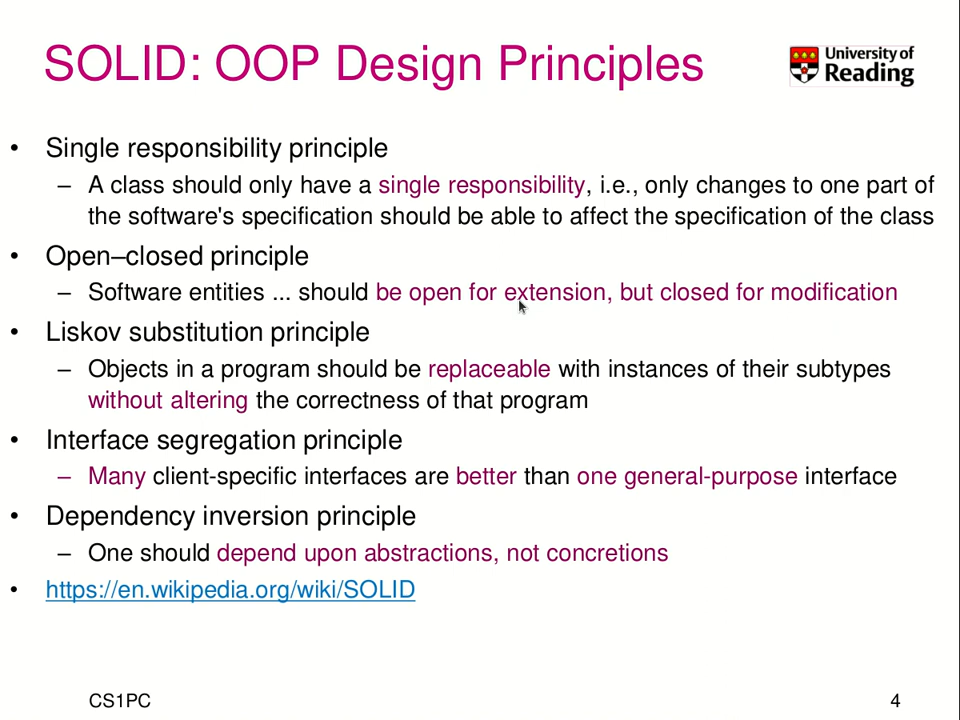 SOLID: OOP Design Principles
University of
Reading
• Single responsibility principle
– A class should only have a single responsibility, i.e., only changes to one part of
the software's specification should be able to affect the specification of the class
• Open–closed principle
– Software entities ... should be open for extension, but closed for modification
• Liskov substitution principle
– Objects in a program should be replaceable with instances of their subtypes
without altering the correctness of that program
• Interface segregation principle
– Many client-specific interfaces are better than one general-purpose interface
• Dependency inversion principle
– One should depend upon abstractions, not concretions
• https://en.wikipedia.org/wiki/SOLID
CS1PC
4